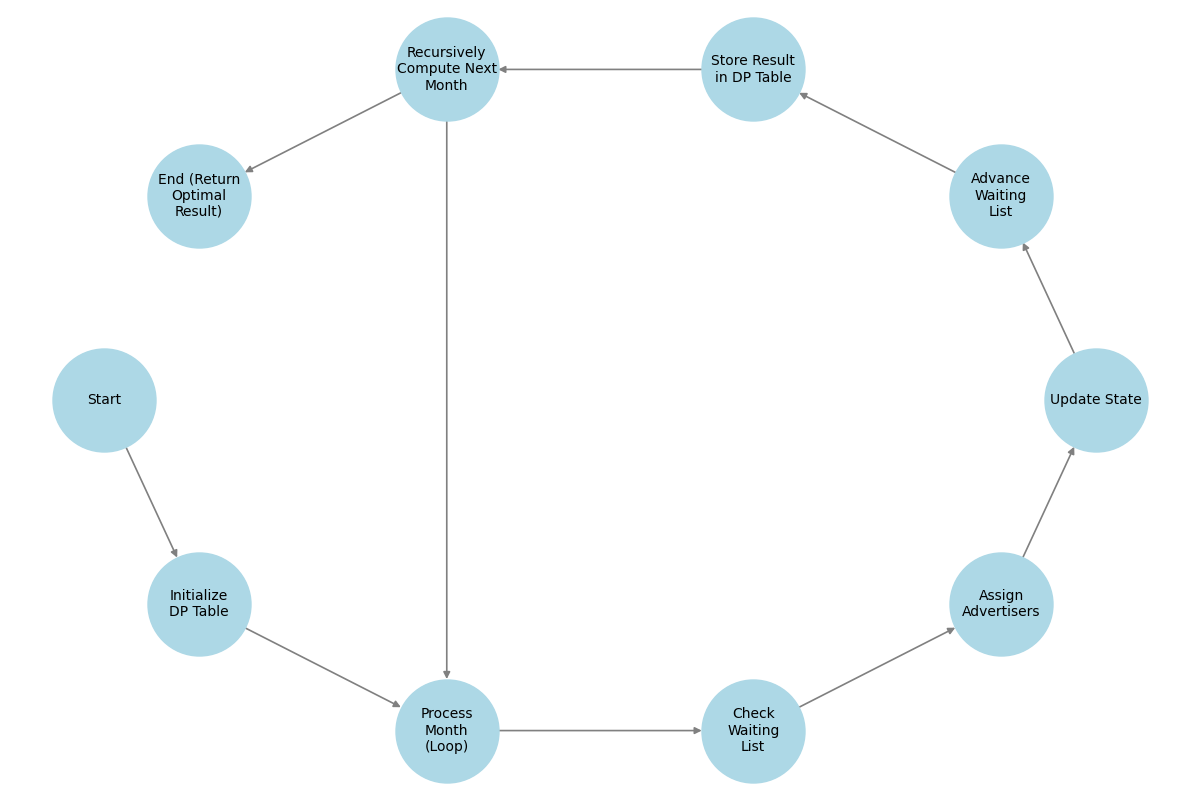 Recursively
Compute Next
Month
Store Result
in DP Table
End (Return
Optimal
Result)
Advance
Waiting
List
Start
Update State
Initialize
DP Table
Assign
Advertisers
Process
Month
(Loop)
Check
Waiting
List